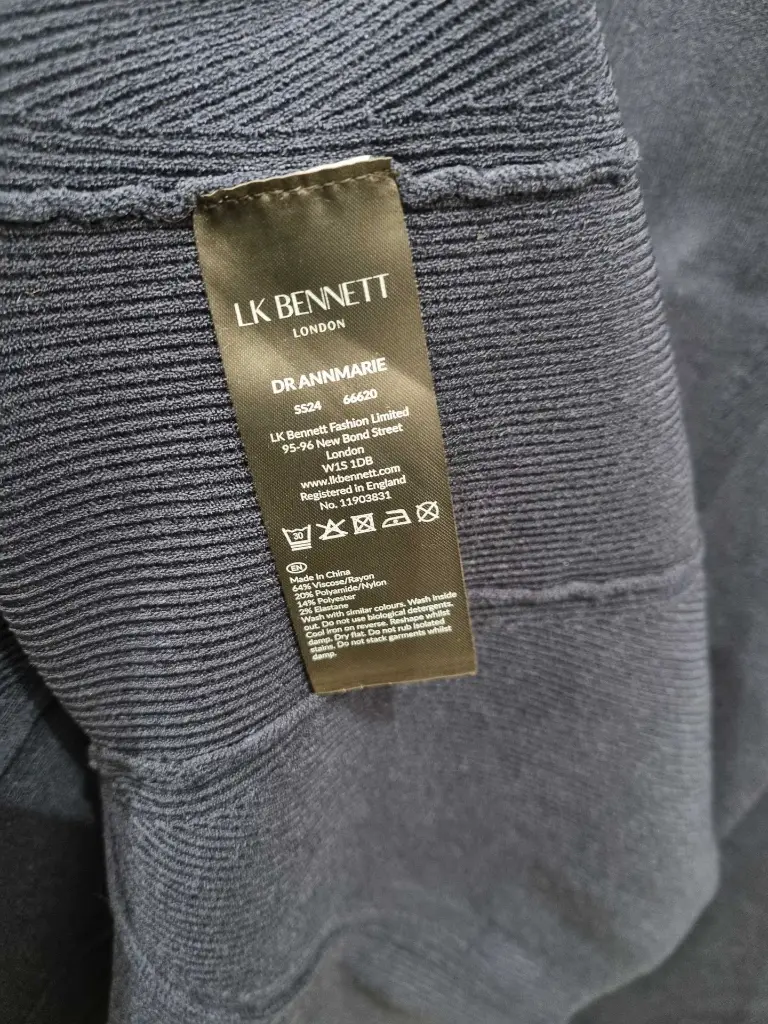 LK BENNETT
LONDON
DR ANNMARIE
SS24 66620
LK Bennett Fashion Limited
95-96 New Bond Street
London
W1S 1DB
www.lkbennett.com
Registered in England
No. 11903831
30
EN
Made in China
64% Viscose/Rayon
20% Polyamide/Nylon
14% Polyester
2% Elastane
Wash with similar colours. Wash inside
out. Do not use biological detergents.
Cool iron on reverse. Reshape whilst
damp. Dry flat. Do not rub isolated
stains. Do not stack garments whilst
damp.